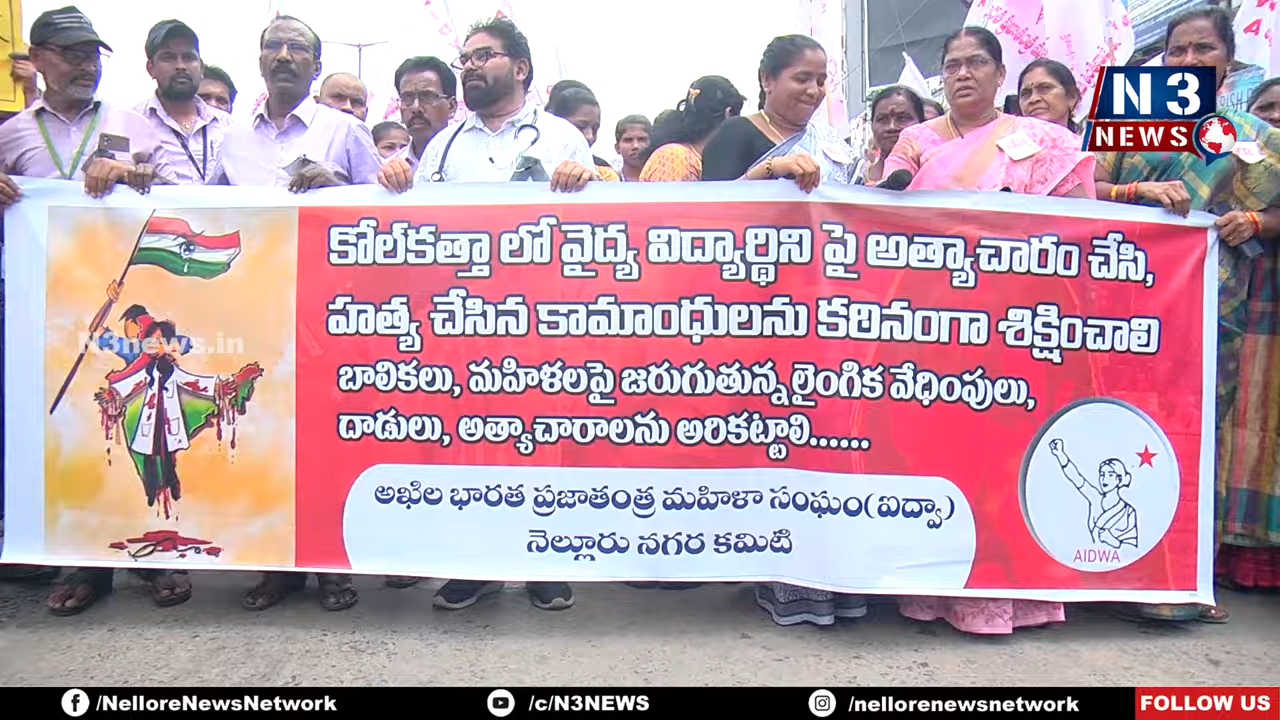 N3
NEWS
కోల్‌కత్తా లో వైద్య విద్యార్థిని పై అత్యాచారం చేసి,
హత్య చేసిన కామాంధులను కఠినంగా శిక్షించాలి
బాలికలు, మహిళలపై జరుగుతున్న లైంగిక వేధింపులు,
దాడులు, అత్యాచారాలను అరికట్టాలి......
అఖిల భారత ప్రజాతంత్ర మహిళా సంఘం(ఐద్వా)
నెల్లూరు నగర కమిటి
AIDWA
N3news.in
/NelloreNewsNetwork
/c/N3NEWS
/nellorenewsnetwork
FOLLOW US